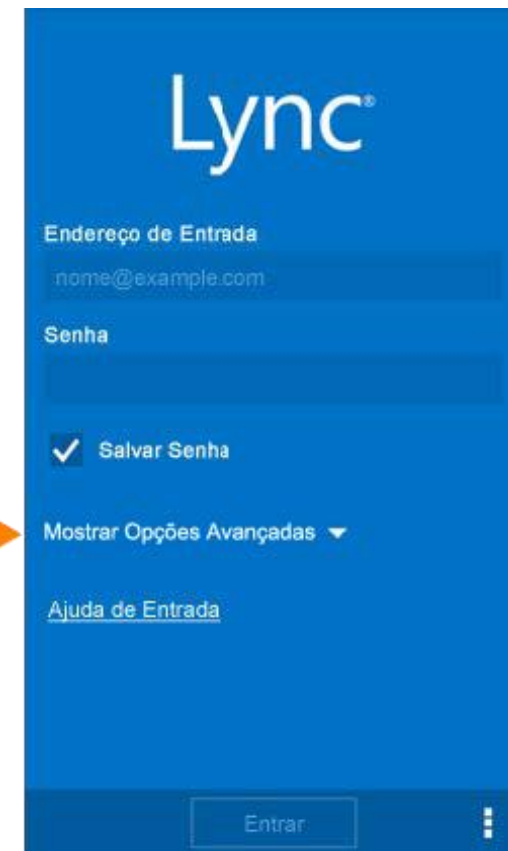 Lync®
Endereço de Entrada
nome@example.com
Senha
Salvar Senha
Mostrar Opções Avançadas
Ajuda de Entrada
Entrar